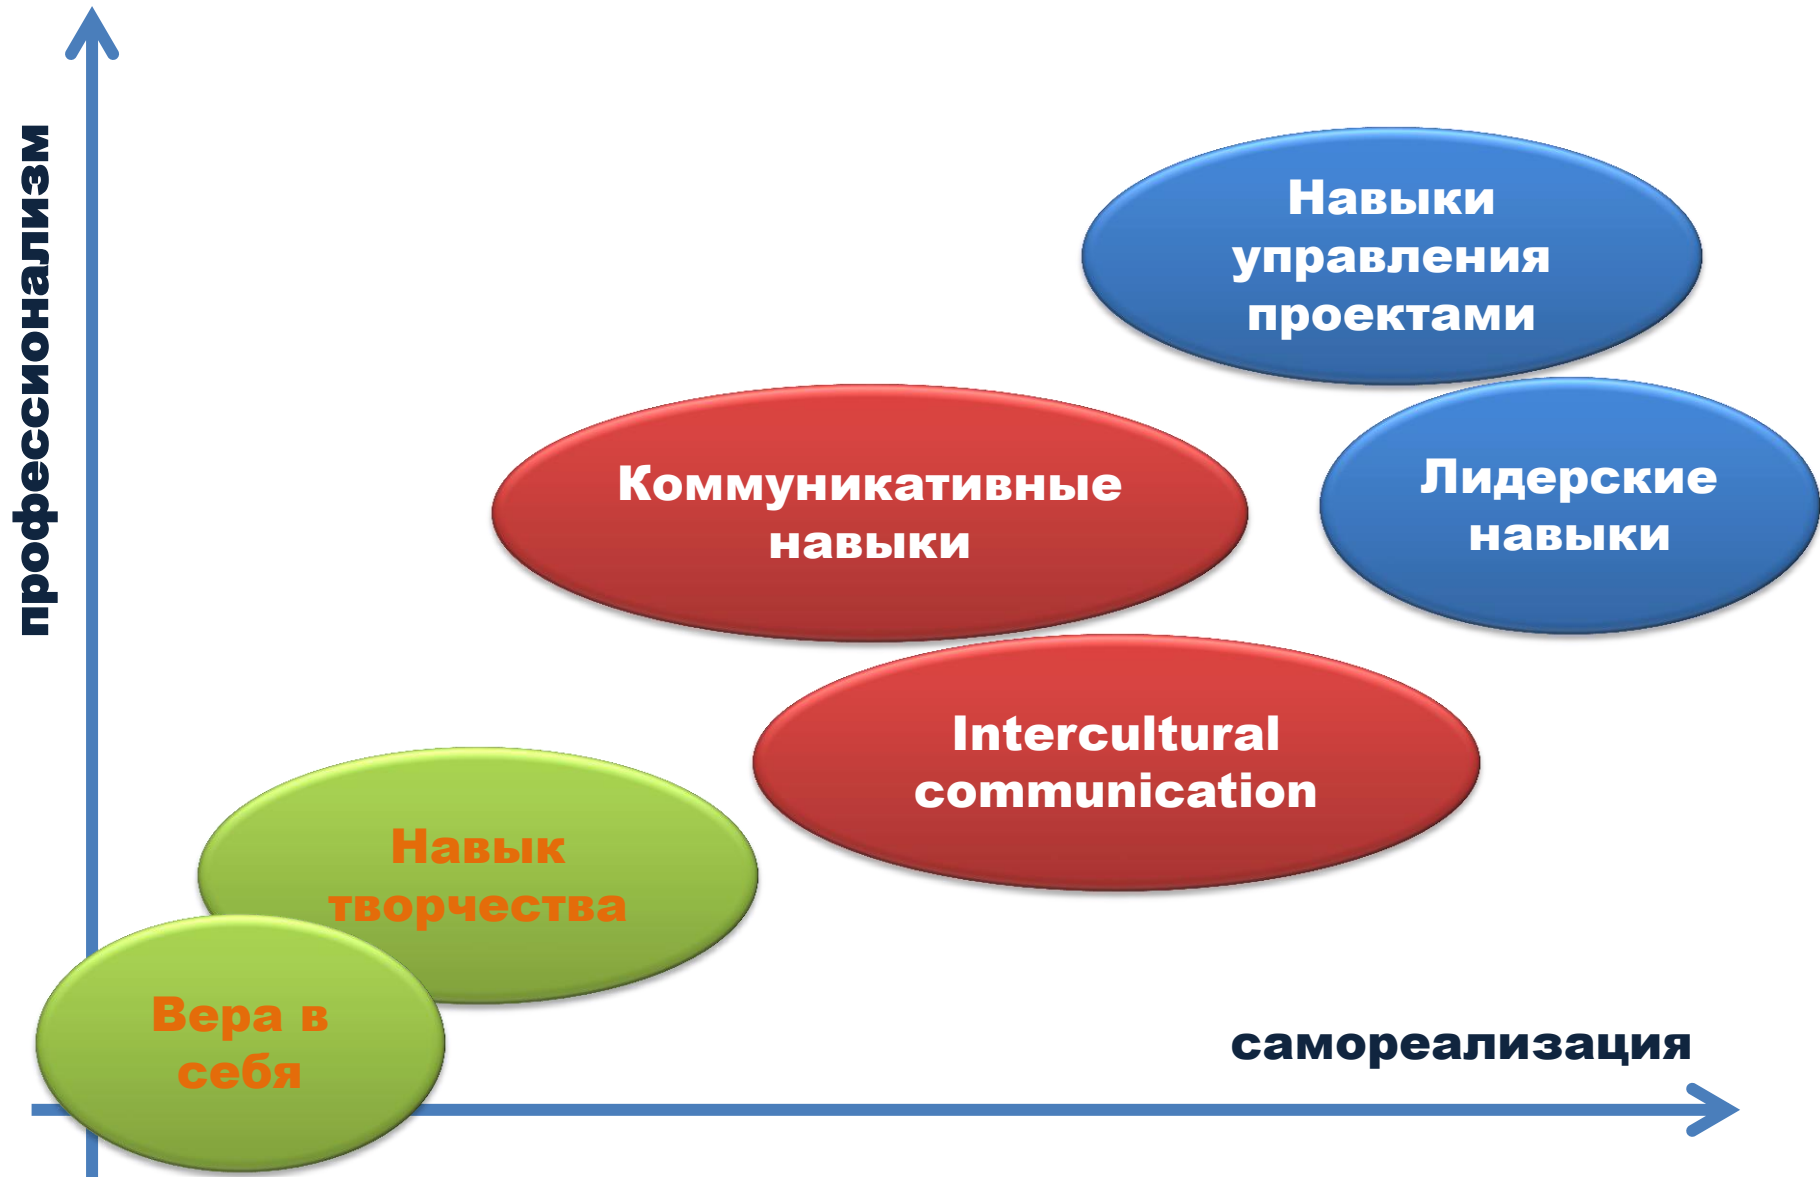 профессионализм
Навыки
управления
проектами
Коммуникативные
навыки
Лидерские
навыки
Intercultural
communication
Навык
творчества
Вера в
себя
самореализация